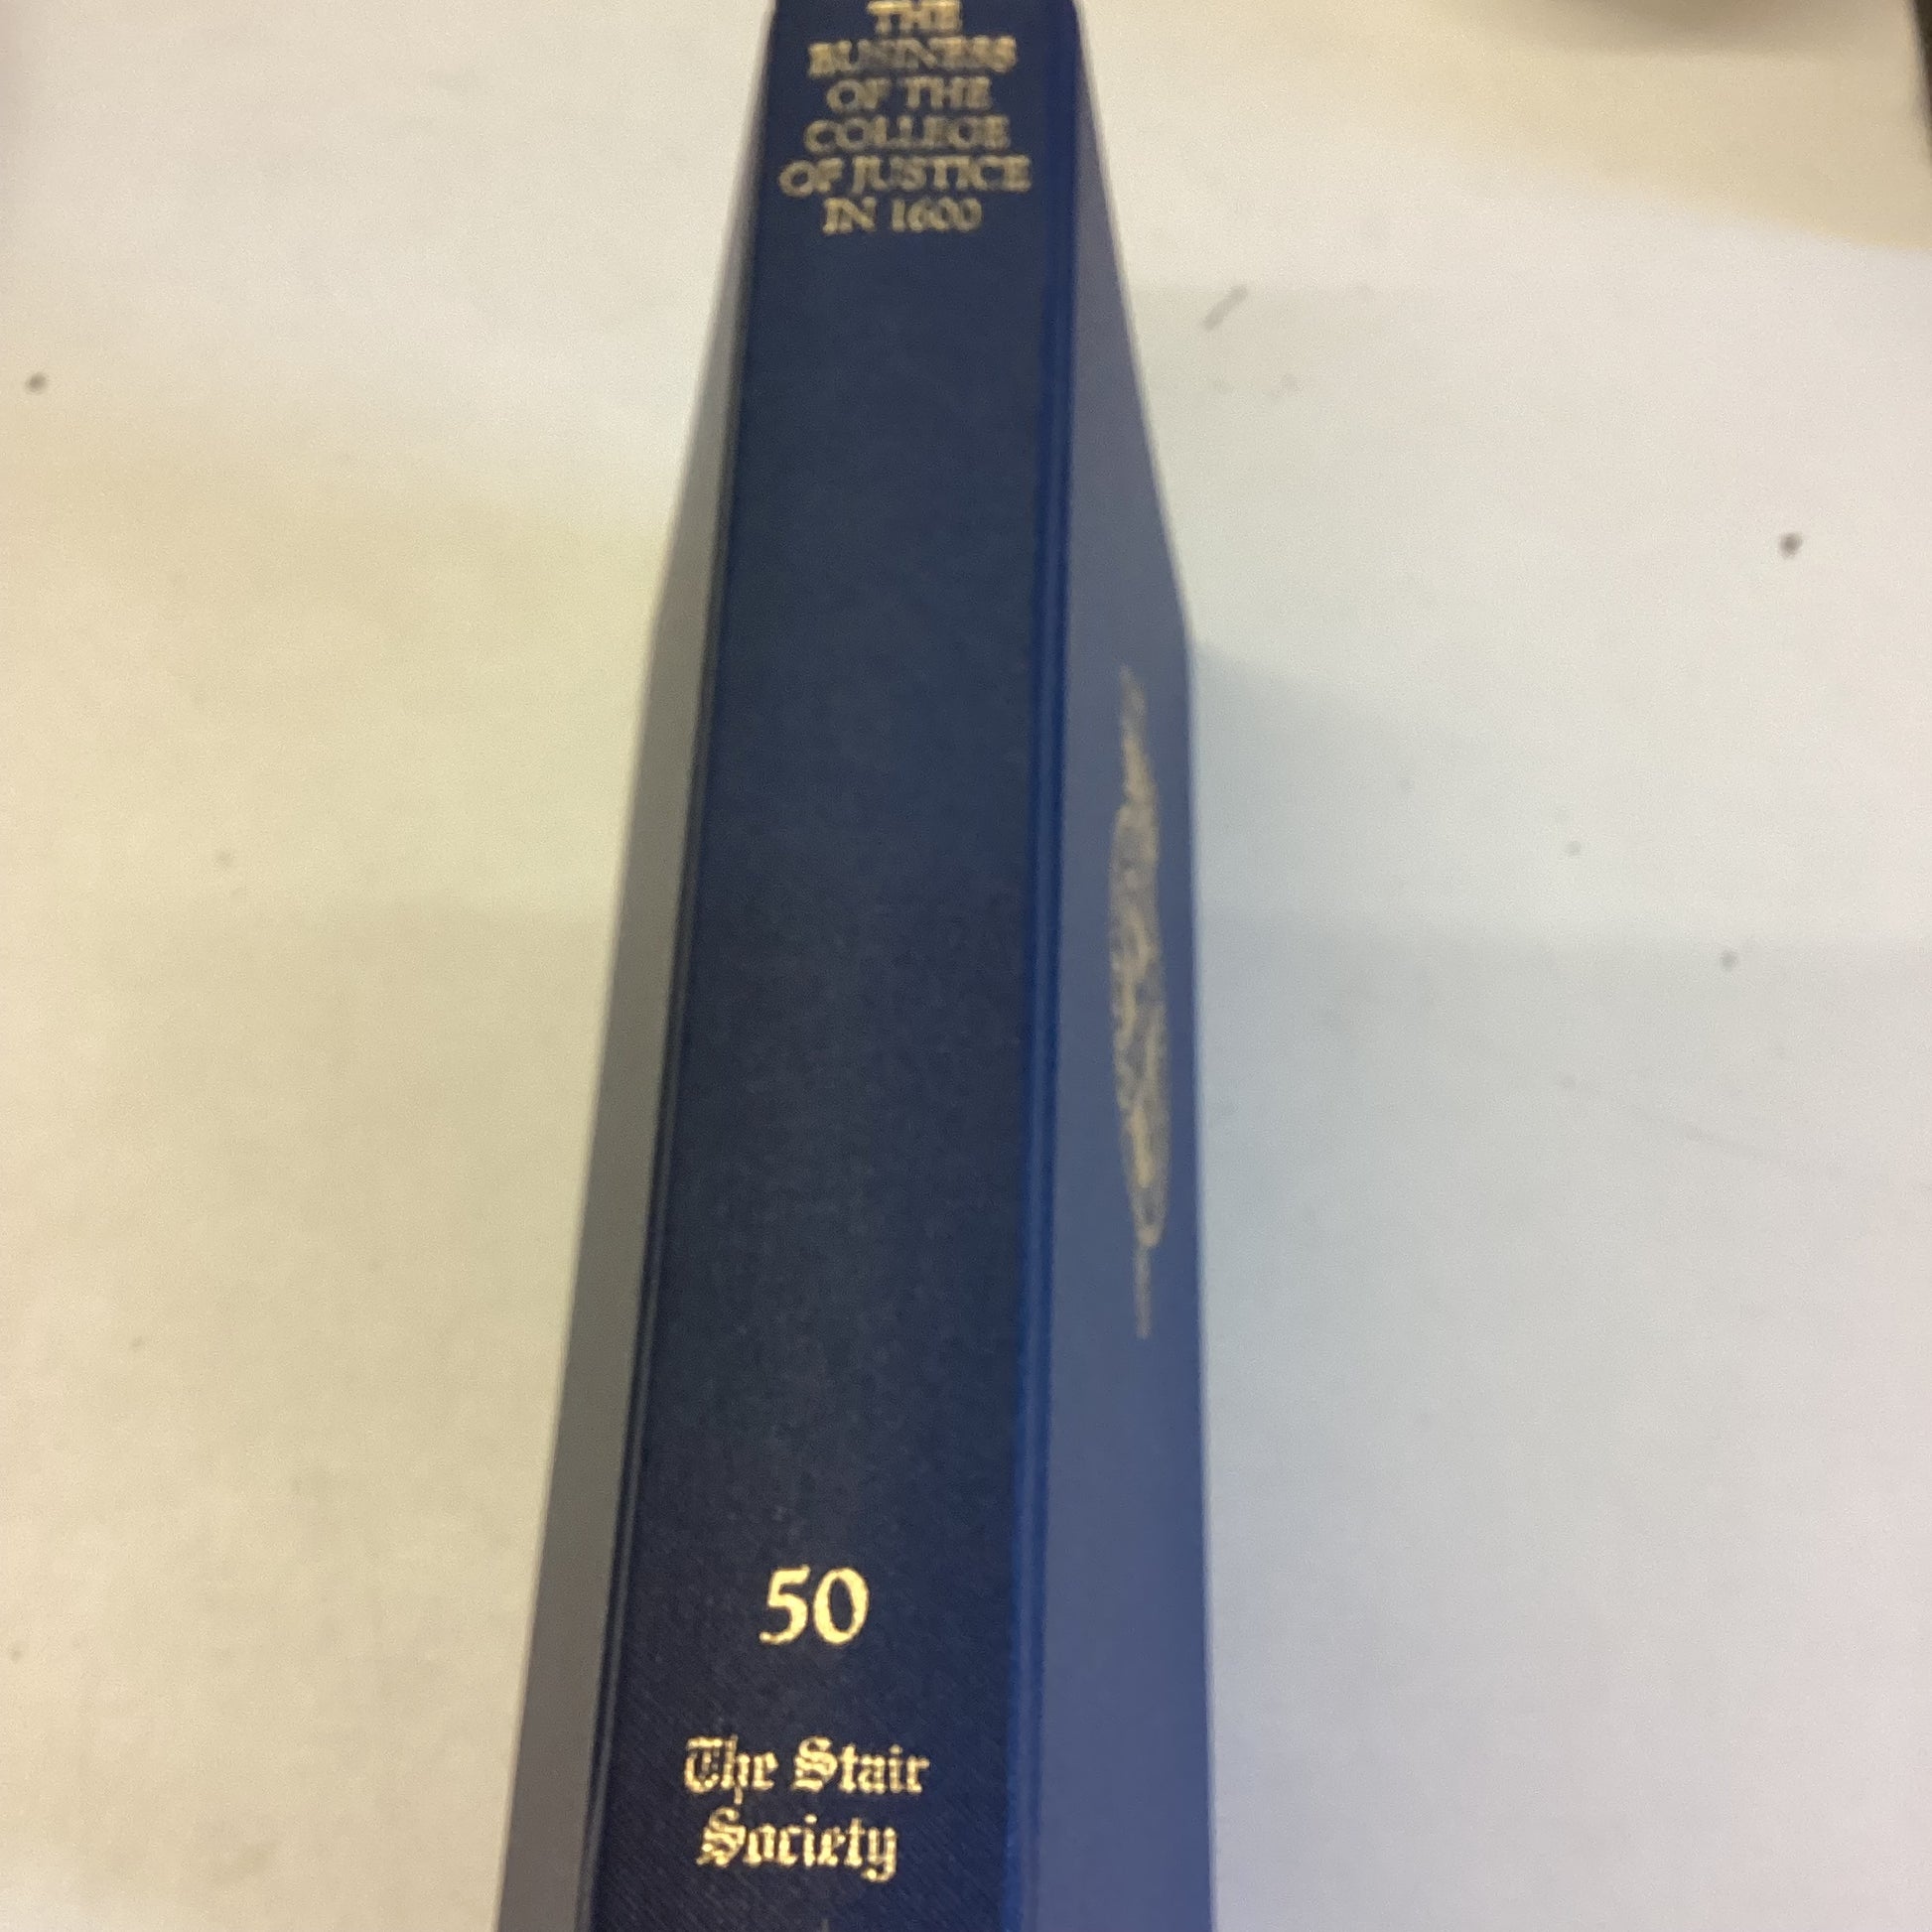 THE
BUSINESS
OF THE
COLLEGE
OF JUSTICE
IN 1600
50
The Stair
Society